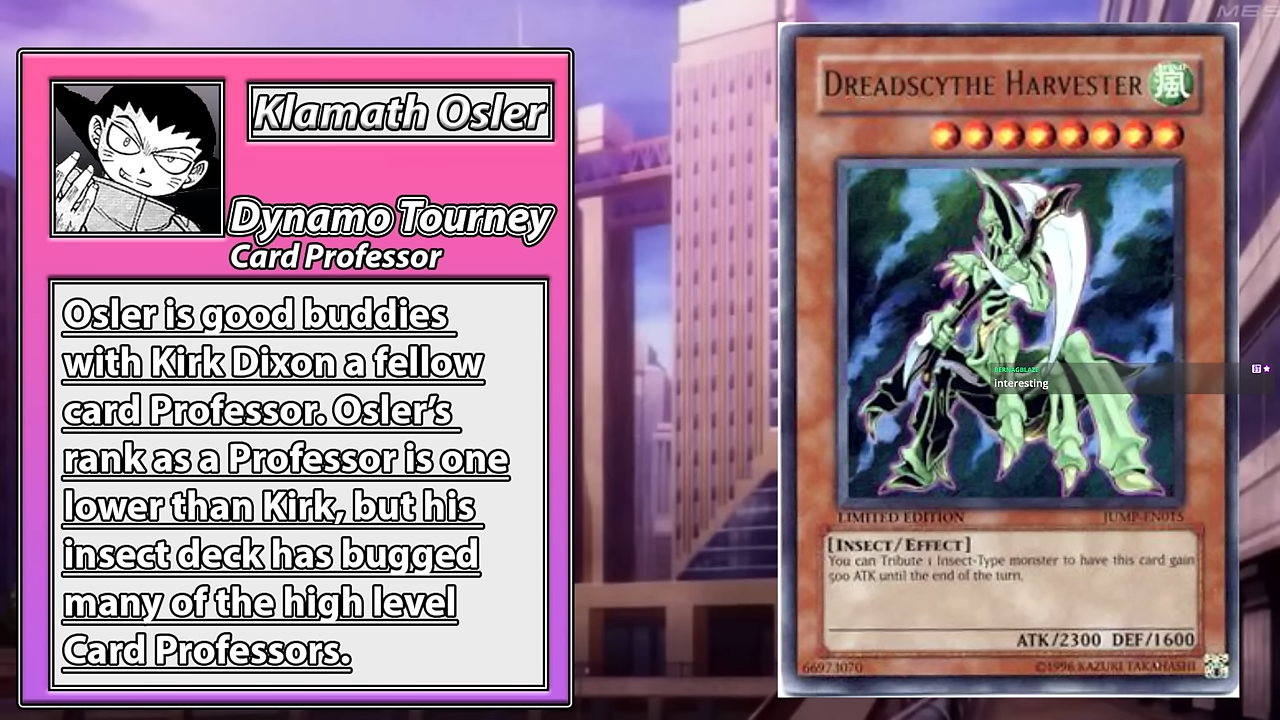 Klamath Osler
Dynamo Tourney
Card Professor
Osler is good buddies
with Kirk Dixon a fellow
card Professor. Osler's
rank as a Professor is one
lower than Kirk, but his
insect deck has bugged
many of the high level
Card Professors.
DREADSCYTHE HARVESTER
LIMITED EDITION JUMP-EN015
[INSECT/EFFECT]
You can Tribute 1 Insect-Type monster to have this card gain
500 ATK until the end of the turn.
ATK/2300 DEF/1600
66973070 ©1996 KAZUKI TAKAHASHI
BERNAGBLAZE
interesting